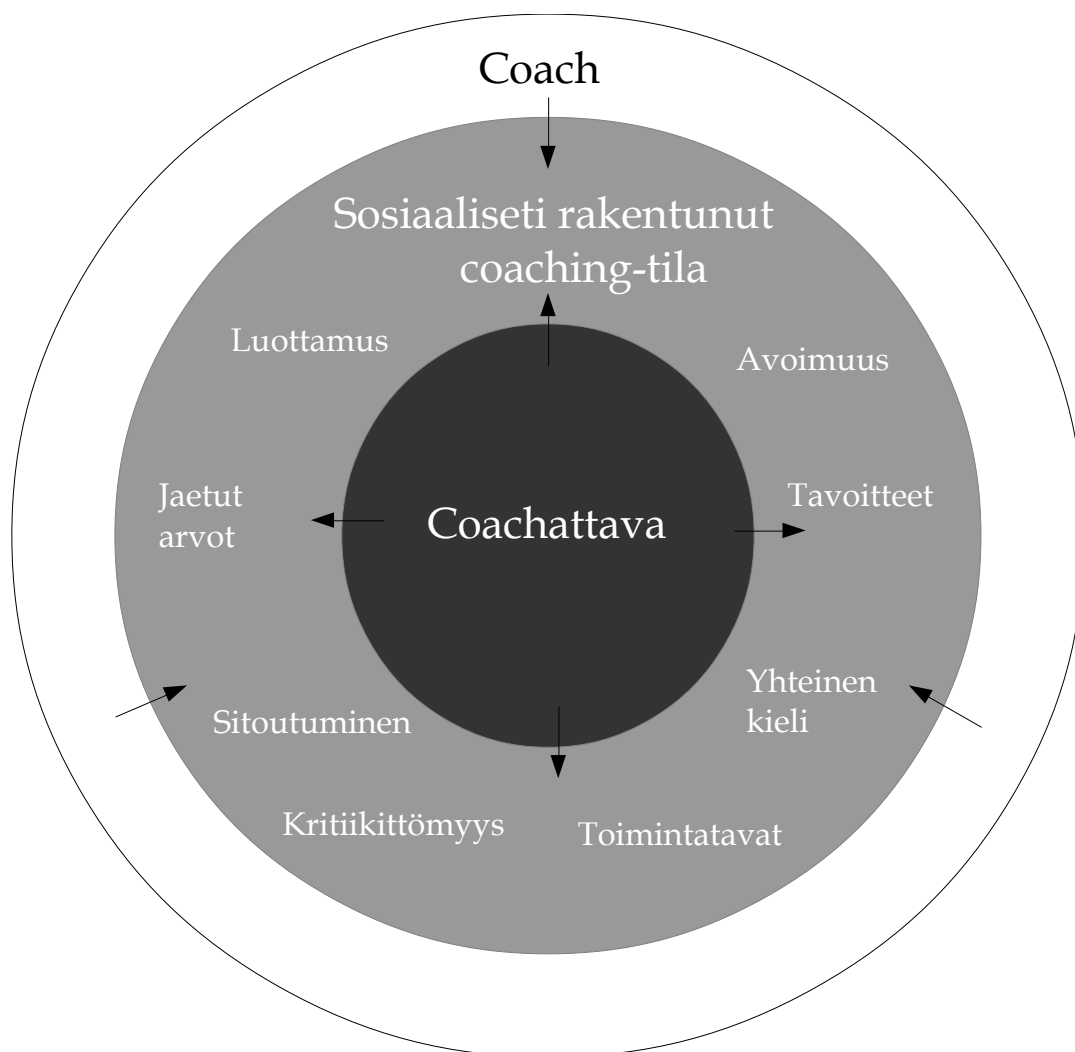 Coach
Sosiaaliseti rakentunut
coaching-tila
Luottamus
Avoimuus
Jaetut
arvot
Coachattava
Tavoitteet
Sitoutuminen
Yhteinen
kieli
Kritiikittömyys
Toimintatavat